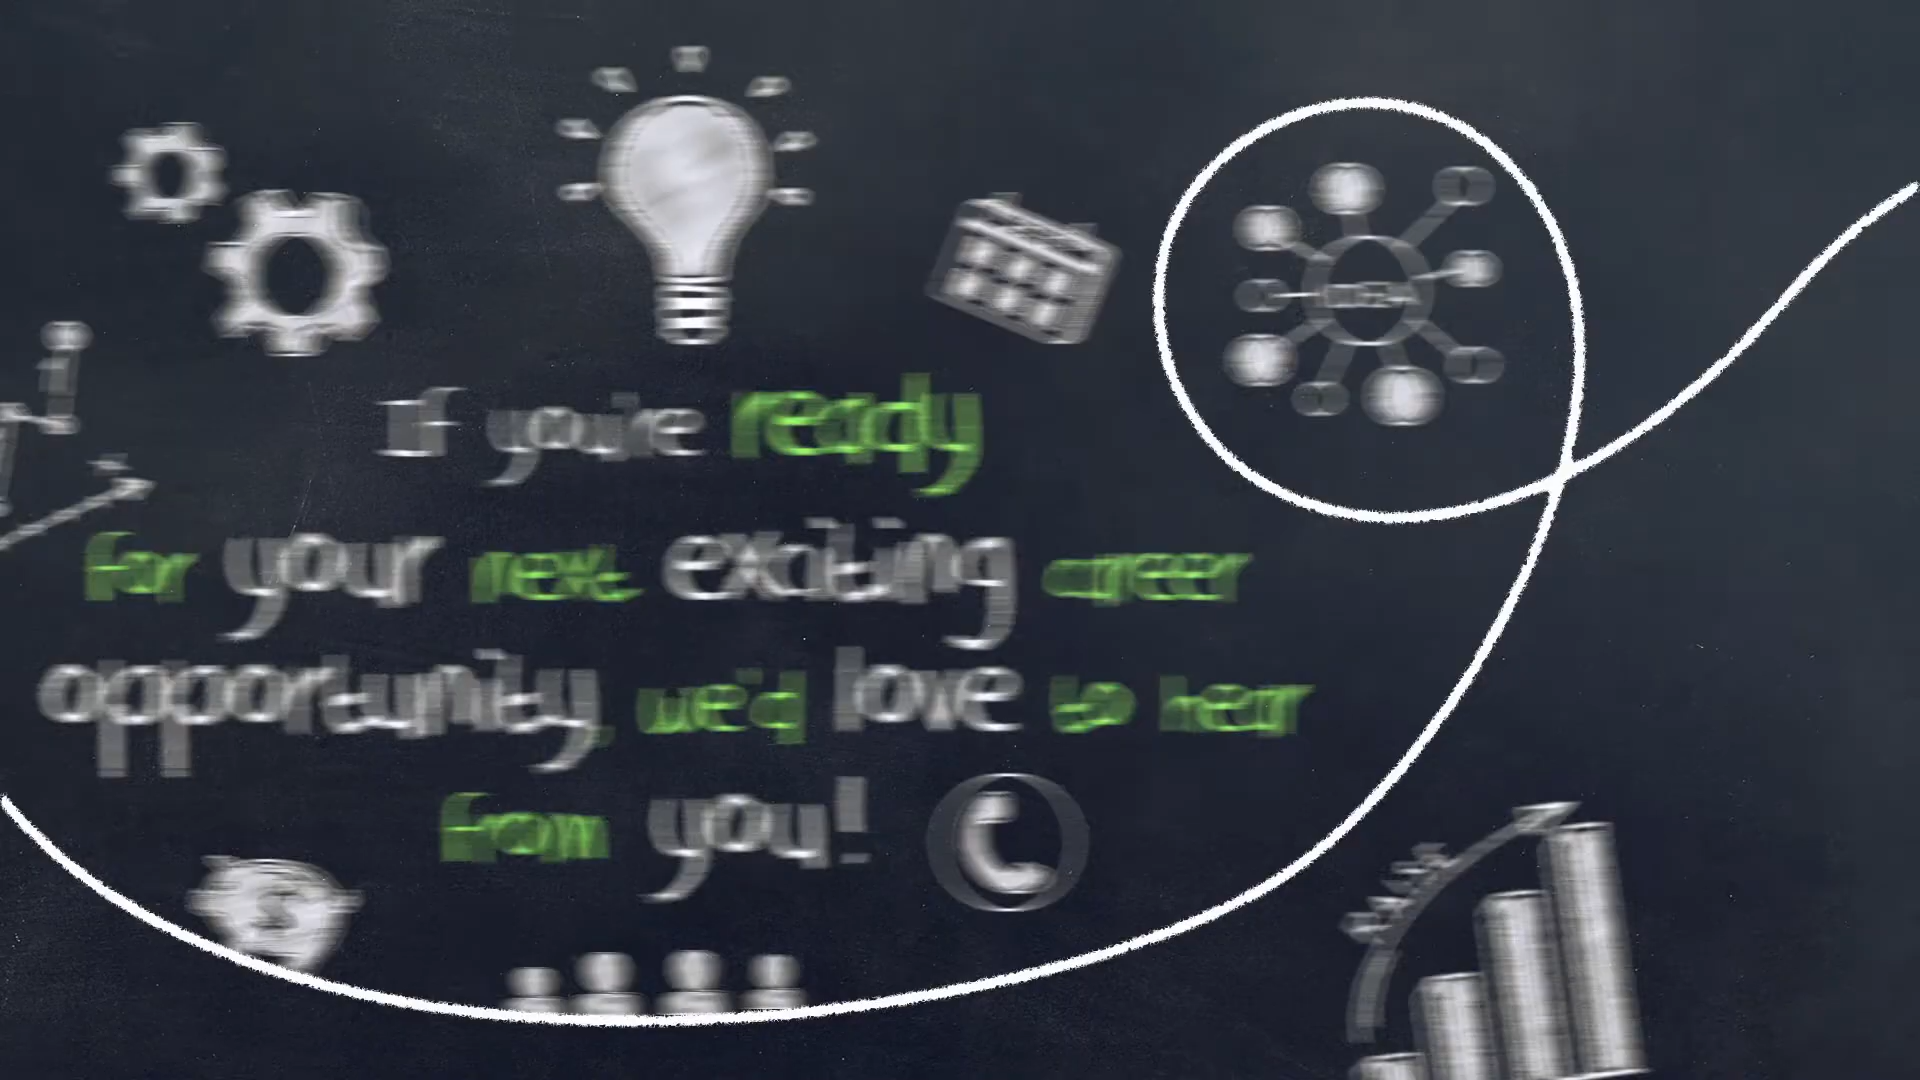 If you're ready
for your next exciting career
opportunity, we'd love to hear
from you!
$